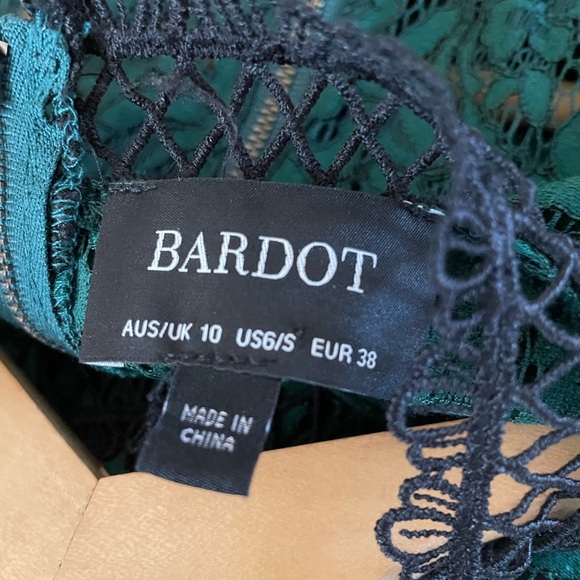 BARDOT
AUS/UK 10 US6/S EUR 38
MADE IN
CHINA